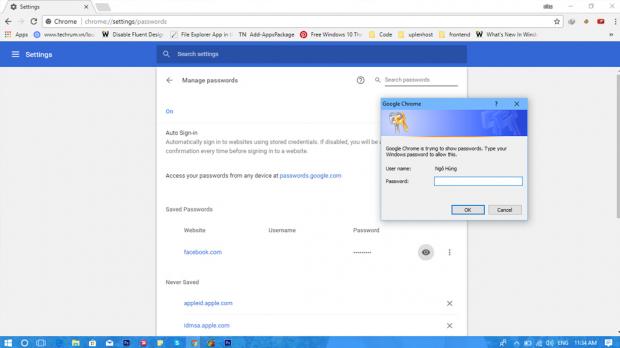 Settings
allas
Chrome | chrome://settings/passwords
Apps www.techrum.vn/lou Disable Fluent Design File Explorer App in t TN Add-AppxPackage Free Windows 10 Th Code uplenhost frontend What's New In Wind
Settings
Search settings
Manage passwords
Search passwords
On
Auto Sign-in
Automatically sign in to websites using stored credentials. If disabled, you will be
confirmation every time before signing in to a website.
Access your passwords from any device at passwords.google.com
Saved Passwords
Website Username Password
facebook.com •••••••••
Never Saved
appleid.apple.com
idmsa.apple.com
Google Chrome
Google Chrome is trying to show passwords. Type your
Windows password to allow this.
User name: Ngô Hùng
Password:
OK Cancel
ENG 11:34 AM